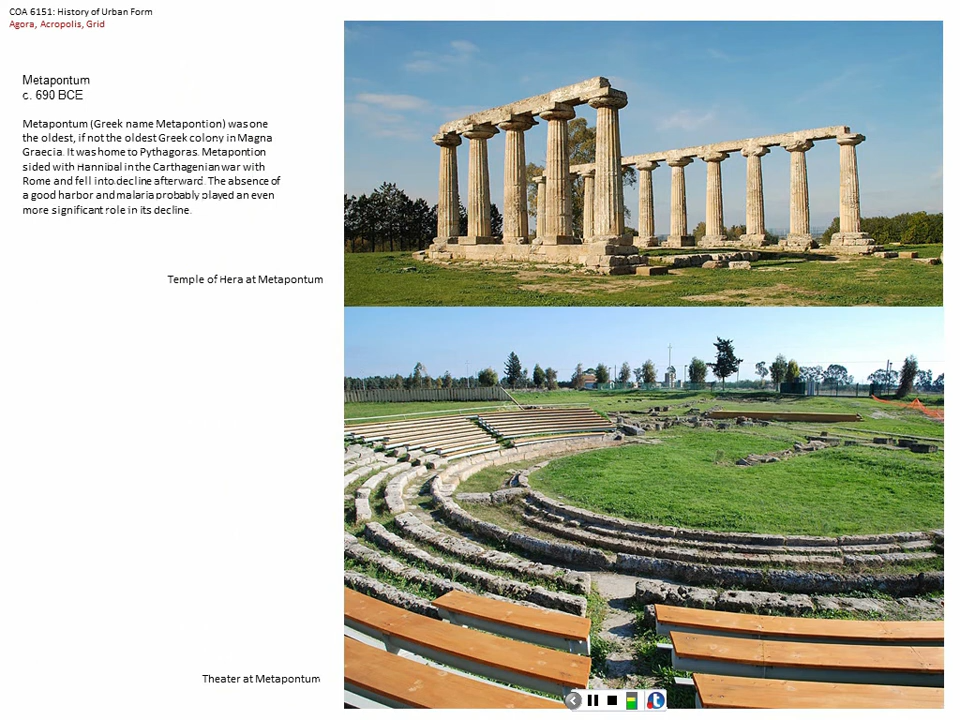 COA 6151: History of Urban Form
Agora, Acropolis, Grid
Metapontum
c. 690 BCE
Metapontum (Greek name Metapontion) was one
the oldest, if not the oldest Greek colony in Magna
Graecia. It was home to Pythagoras. Metapontion
sided with Hannibal in the Carthagenian war with
Rome and fell into decline afterward. The absence of
a good harbor and malaria probably played an even
more significant role in its decline.
Temple of Hera at Metapontum
Theater at Metapontum